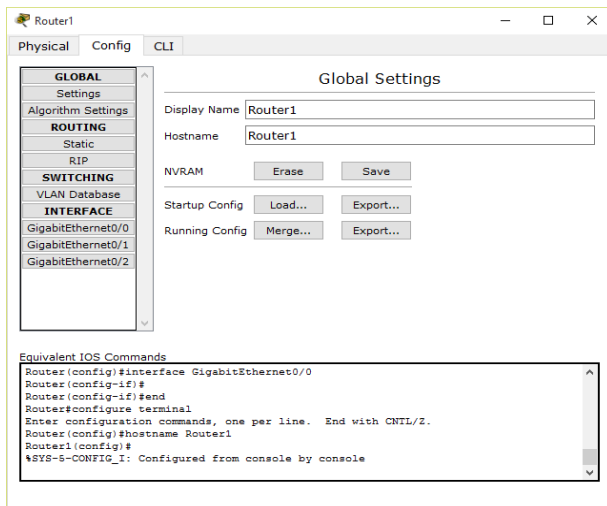 Router1
Physical Config CLI
GLOBAL
Settings
Algorithm Settings
ROUTING
Static
RIP
SWITCHING
VLAN Database
INTERFACE
GigabitEthernet0/0
GigabitEthernet0/1
GigabitEthernet0/2
Global Settings
Display Name Router1
Hostname Router1
NVRAM Erase Save
Startup Config Load... Export...
Running Config Merge... Export...
Equivalent IOS Commands
Router(config)#interface GigabitEthernet0/0
Router(config-if)#
Router(config-if)#end
Router#configure terminal
Enter configuration commands, one per line. End with CNTL/Z.
Router(config)#hostname Router1
Router1(config)#
%SYS-5-CONFIG_I: Configured from console by console